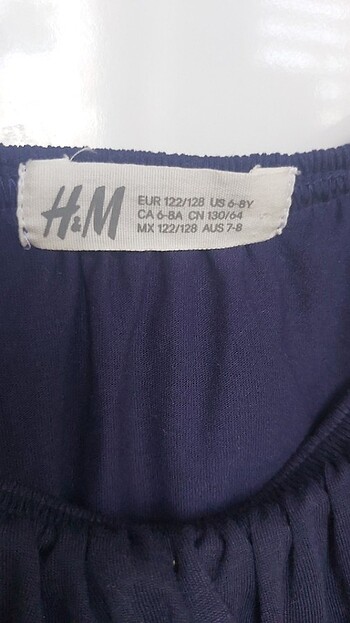 H&M
EUR 122/128 US 6-8Y
CA 6-8A CN 130/64
MX 122/128 AUS 7-8